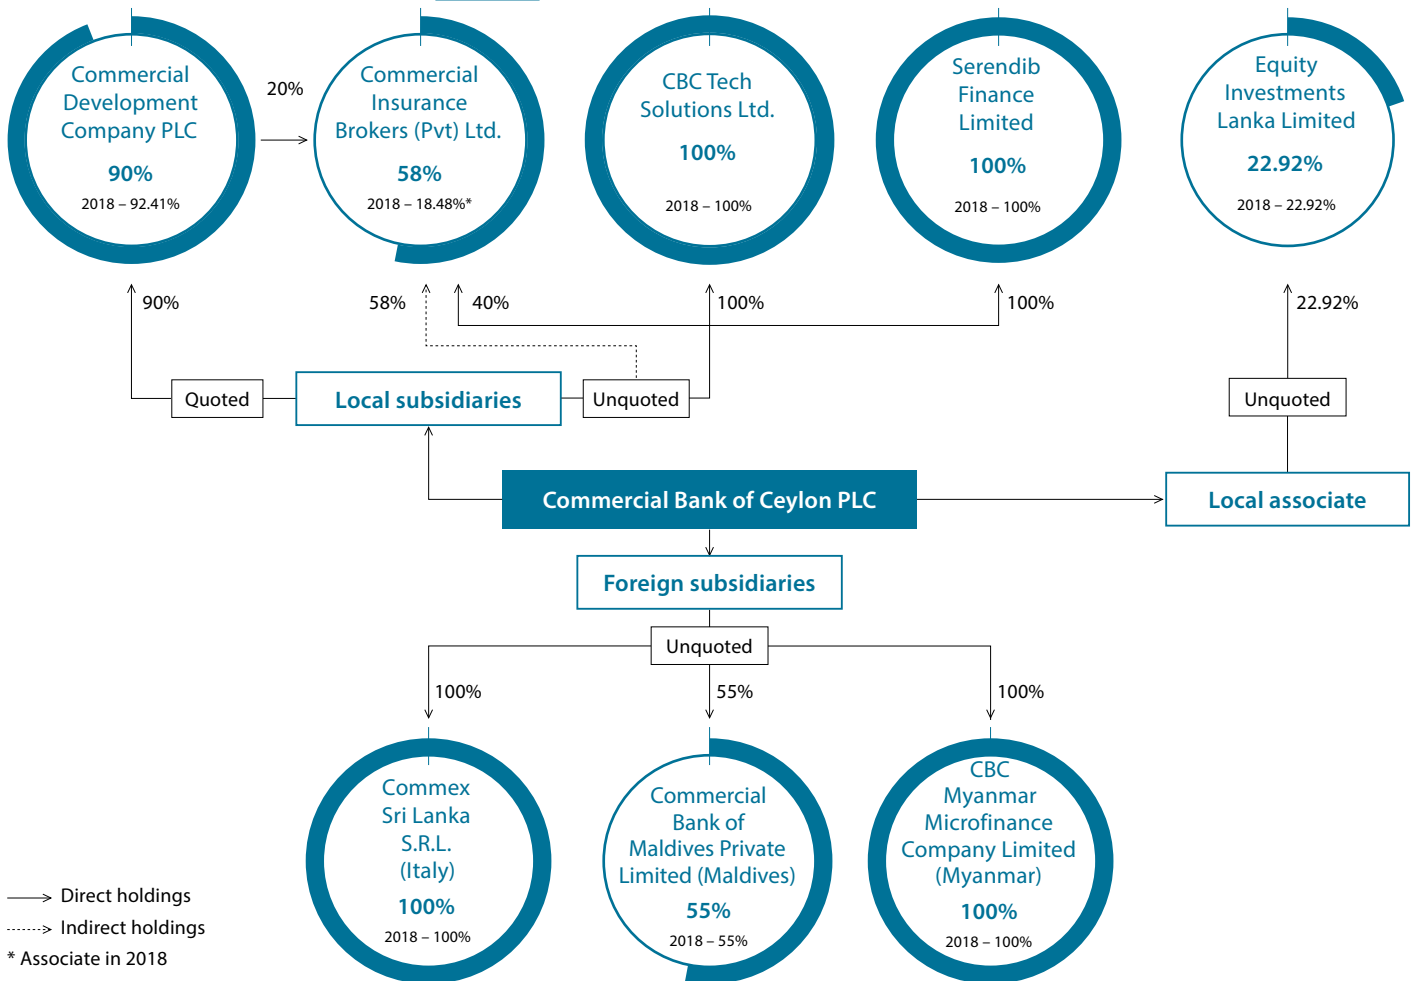 Commercial
Development
Company PLC
90%
2018 – 92.41%
20%
Commercial
Insurance
Brokers (Pvt) Ltd.
58%
2018 – 18.48%*
CBC Tech
Solutions Ltd.
100%
2018 – 100%
Serendib
Finance
Limited
100%
2018 – 100%
Equity
Investments
Lanka Limited
22.92%
2018 – 22.92%
90%
58%
40%
100%
100%
22.92%
Quoted
Local subsidiaries
Unquoted
Unquoted
Commercial Bank of Ceylon PLC
Local associate
Foreign subsidiaries
Unquoted
100%
55%
100%
Commex
Sri Lanka
S.R.L.
(Italy)
100%
2018 – 100%
Commercial
Bank of
Maldives Private
Limited (Maldives)
55%
2018 – 55%
CBC
Myanmar
Microfinance
Company Limited
(Myanmar)
100%
2018 – 100%
Direct holdings
Indirect holdings
* Associate in 2018